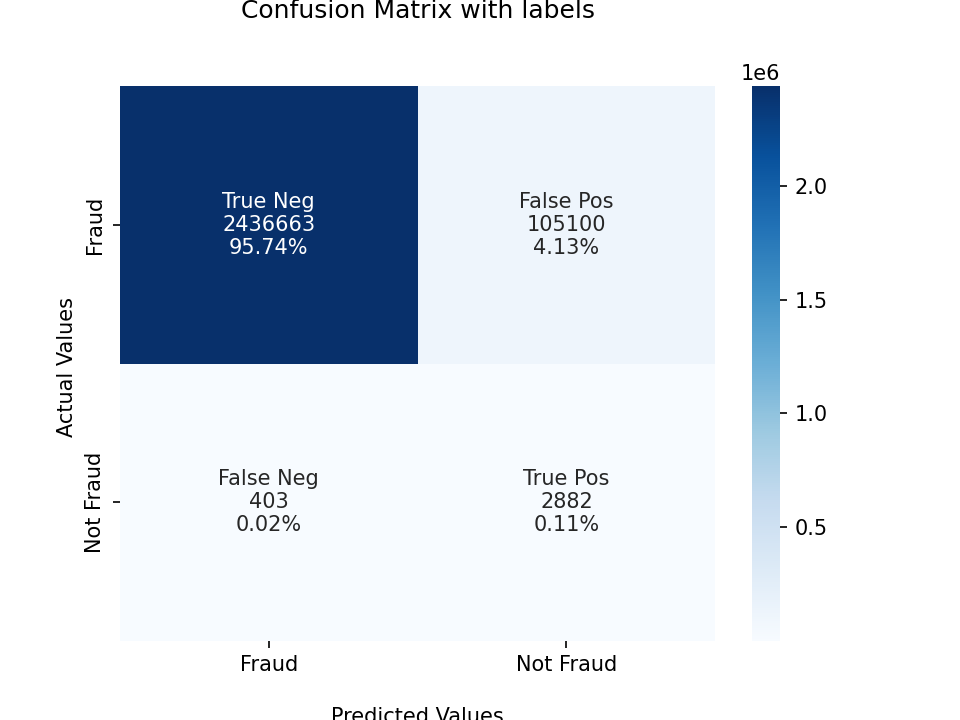 Confusion Matrix with labels
1e6
True Neg
2436663
95.74%
False Pos
105100
4.13%
False Neg
403
0.02%
True Pos
2882
0.11%
Fraud
Not Fraud
Actual Values
Fraud
Not Fraud
Predicted Values
2.0
1.5
1.0
0.5